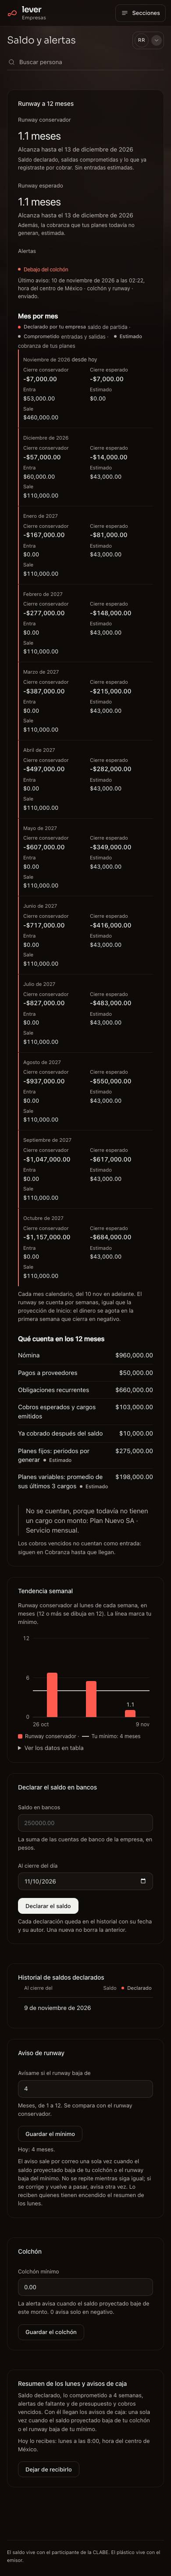 lever
Empresas
Secciones
Saldo y alertas
RR
Buscar persona
Runway a 12 meses
Runway conservador
1.1 meses
Alcanza hasta el 13 de diciembre de 2026
Saldo declarado, salidas comprometidas y lo que ya
registraste por cobrar. Sin entradas estimadas.
Runway esperado
1.1 meses
Alcanza hasta el 13 de diciembre de 2026
Además, la cobranza que tus planes todavía no
generan, estimada.
Alertas
Debajo del colchón
Último aviso: 10 de noviembre de 2026 a las 02:22,
hora del centro de México · colchón y runway ·
enviado.
Mes por mes
Declarado por tu empresa saldo de partida ·
Comprometido entradas y salidas · Estimado
cobranza de tus planes
Noviembre de 2026 desde hoy
Cierre conservador Cierre esperado
-$7,000.00 -$7,000.00
Entra Estimado
$53,000.00 $0.00
Sale
$460,000.00
Diciembre de 2026
Cierre conservador Cierre esperado
-$57,000.00 -$14,000.00
Entra Estimado
$60,000.00 $43,000.00
Sale
$110,000.00
Enero de 2027
Cierre conservador Cierre esperado
-$167,000.00 -$81,000.00
Entra Estimado
$0.00 $43,000.00
Sale
$110,000.00
Febrero de 2027
Cierre conservador Cierre esperado
-$277,000.00 -$148,000.00
Entra Estimado
$0.00 $43,000.00
Sale
$110,000.00
Marzo de 2027
Cierre conservador Cierre esperado
-$387,000.00 -$215,000.00
Entra Estimado
$0.00 $43,000.00
Sale
$110,000.00
Abril de 2027
Cierre conservador Cierre esperado
-$497,000.00 -$282,000.00
Entra Estimado
$0.00 $43,000.00
Sale
$110,000.00
Mayo de 2027
Cierre conservador Cierre esperado
-$607,000.00 -$349,000.00
Entra Estimado
$0.00 $43,000.00
Sale
$110,000.00
Junio de 2027
Cierre conservador Cierre esperado
-$717,000.00 -$416,000.00
Entra Estimado
$0.00 $43,000.00
Sale
$110,000.00
Julio de 2027
Cierre conservador Cierre esperado
-$827,000.00 -$483,000.00
Entra Estimado
$0.00 $43,000.00
Sale
$110,000.00
Agosto de 2027
Cierre conservador Cierre esperado
-$937,000.00 -$550,000.00
Entra Estimado
$0.00 $43,000.00
Sale
$110,000.00
Septiembre de 2027
Cierre conservador Cierre esperado
-$1,047,000.00 -$617,000.00
Entra Estimado
$0.00 $43,000.00
Sale
$110,000.00
Octubre de 2027
Cierre conservador Cierre esperado
-$1,157,000.00 -$684,000.00
Entra Estimado
$0.00 $43,000.00
Sale
$110,000.00
Cada mes calendario, del 10 nov en adelante. El
runway se cuenta por semanas, igual que la
proyección de Inicio: el dinero se agota en la
primera semana que cierra en negativo.
Qué cuenta en los 12 meses
Nómina $960,000.00
Pagos a proveedores $50,000.00
Obligaciones recurrentes $660,000.00
Cobros esperados y cargos $103,000.00
emitidos
Ya cobrado después del saldo $10,000.00
Planes fijos: periodos por $275,000.00
generar Estimado
Planes variables: promedio de $198,000.00
sus últimos 3 cargos Estimado
No se cuentan, porque todavía no tienen
un cargo con monto: Plan Nuevo SA ·
Servicio mensual.
Los cobros vencidos no cuentan como entrada:
siguen en Cobranza hasta que llegan.
Tendencia semanal
Runway conservador al cierre de cada semana, en
meses (12 o más se dibuja en 12). La línea marca tu
mínimo.
12
6
1.1
0
26 oct 9 nov
Runway conservador · Tu mínimo: 4 meses
Ver los datos en tabla
Declarar el saldo en bancos
Saldo en bancos
250000.00
La suma de las cuentas de banco de la empresa, en
pesos.
Al cierre del día
11/10/2026
Declarar el saldo
Cada declaración queda en el historial con su fecha
y su autor. Una nueva no borra la anterior.
Historial de saldos declarados
Al cierre del Saldo Declarado
9 de noviembre de 2026
Aviso de runway
Avísame si el runway baja de
4
Meses, de 1 a 12. Se compara con el runway
conservador.
Guardar el mínimo
Hoy: 4 meses.
El aviso sale por correo una sola vez cuando el
saldo proyectado baja de tu colchón o el runway
baja del mínimo. No se repite mientras siga igual; si
se corrige y vuelve a pasar, avisa otra vez. Lo
reciben quienes tienen encendido el resumen de
los lunes.
Colchón
Colchón mínimo
0.00
La alerta avisa cuando el saldo proyectado baje de
este monto. 0 avisa solo en negativo.
Guardar el colchón
Resumen de los lunes y avisos de caja
Saldo declarado, lo comprometido a 4 semanas,
alertas de faltante y de presupuesto y cobros
vencidos. Con él llegan los avisos de caja: una sola
vez cuando el saldo proyectado baja de tu colchón
o el runway baja de tu mínimo.
Hoy lo recibes: lunes a las 8:00, hora del centro de
México.
Dejar de recibirlo
El saldo vive con el participante de la CLABE. El plástico vive con el
emisor.